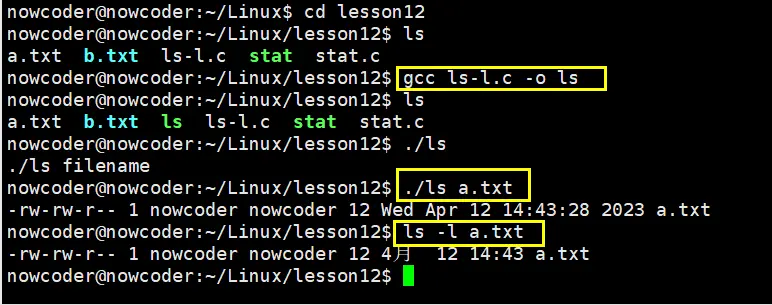 nowcoder@nowcoder:~/Linux$ cd lesson12
nowcoder@nowcoder:~/Linux/lesson12$ ls
a.txt  b.txt  ls-l.c  stat  stat.c
nowcoder@nowcoder:~/Linux/lesson12$ gcc ls-l.c -o ls
nowcoder@nowcoder:~/Linux/lesson12$ ls
a.txt  b.txt  ls  ls-l.c  stat  stat.c
nowcoder@nowcoder:~/Linux/lesson12$ ./ls
./ls filename
nowcoder@nowcoder:~/Linux/lesson12$ ./ls a.txt
-rw-rw-r-- 1 nowcoder nowcoder 12 Wed Apr 12 14:43:28 2023 a.txt
nowcoder@nowcoder:~/Linux/lesson12$ ls -l a.txt
-rw-rw-r-- 1 nowcoder nowcoder 12 4月  12 14:43 a.txt
nowcoder@nowcoder:~/Linux/lesson12$